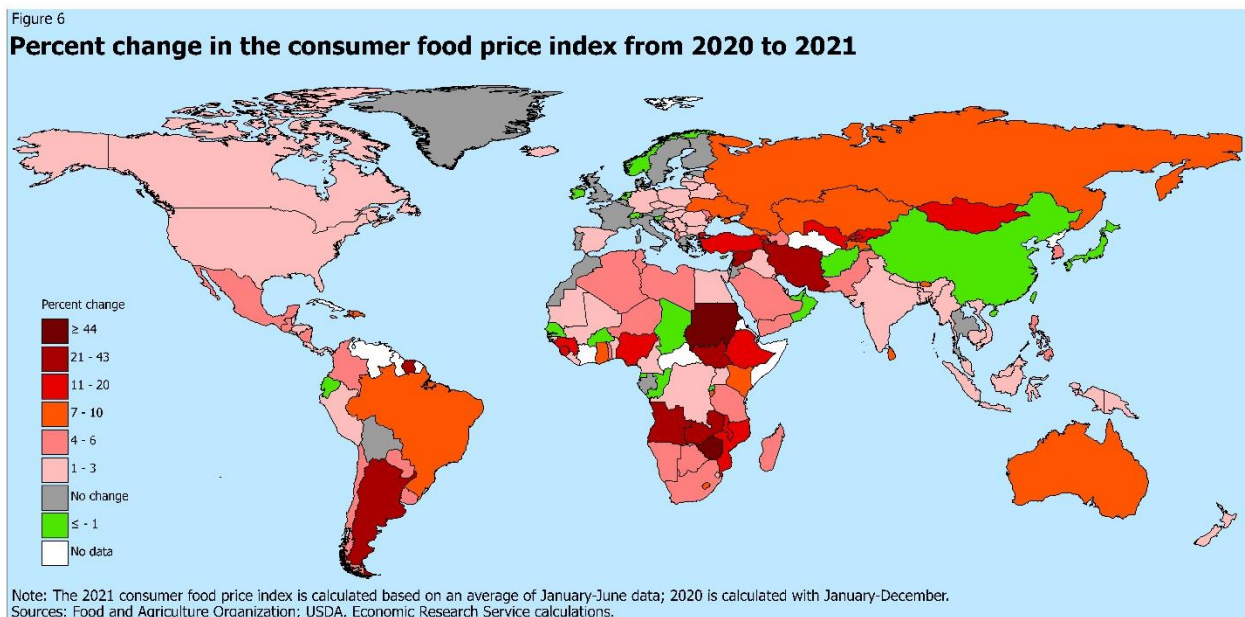 Figure 6
Percent change in the consumer food price index from 2020 to 2021
Percent change
≥ 44
21 - 43
11 - 20
7 - 10
4 - 6
1 - 3
No change
≤ - 1
No data
Note: The 2021 consumer food price index is calculated based on an average of January-June data; 2020 is calculated with January-December.
Sources: Food and Agriculture Organization; USDA, Economic Research Service calculations.